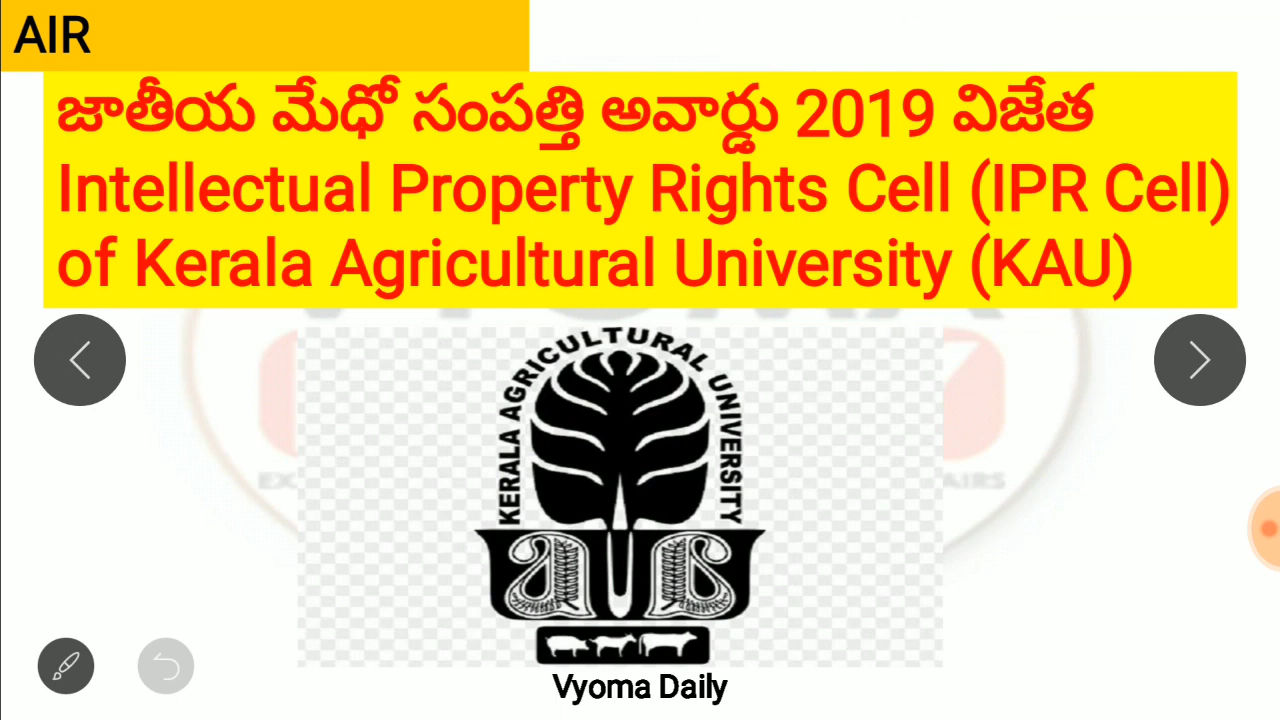 AIR
జాతీయ మేధో సంపత్తి అవార్డు 2019 విజేత
Intellectual Property Rights Cell (IPR Cell)
of Kerala Agricultural University (KAU)
KERALA AGRICULTURAL UNIVERSITY
Vyoma Daily